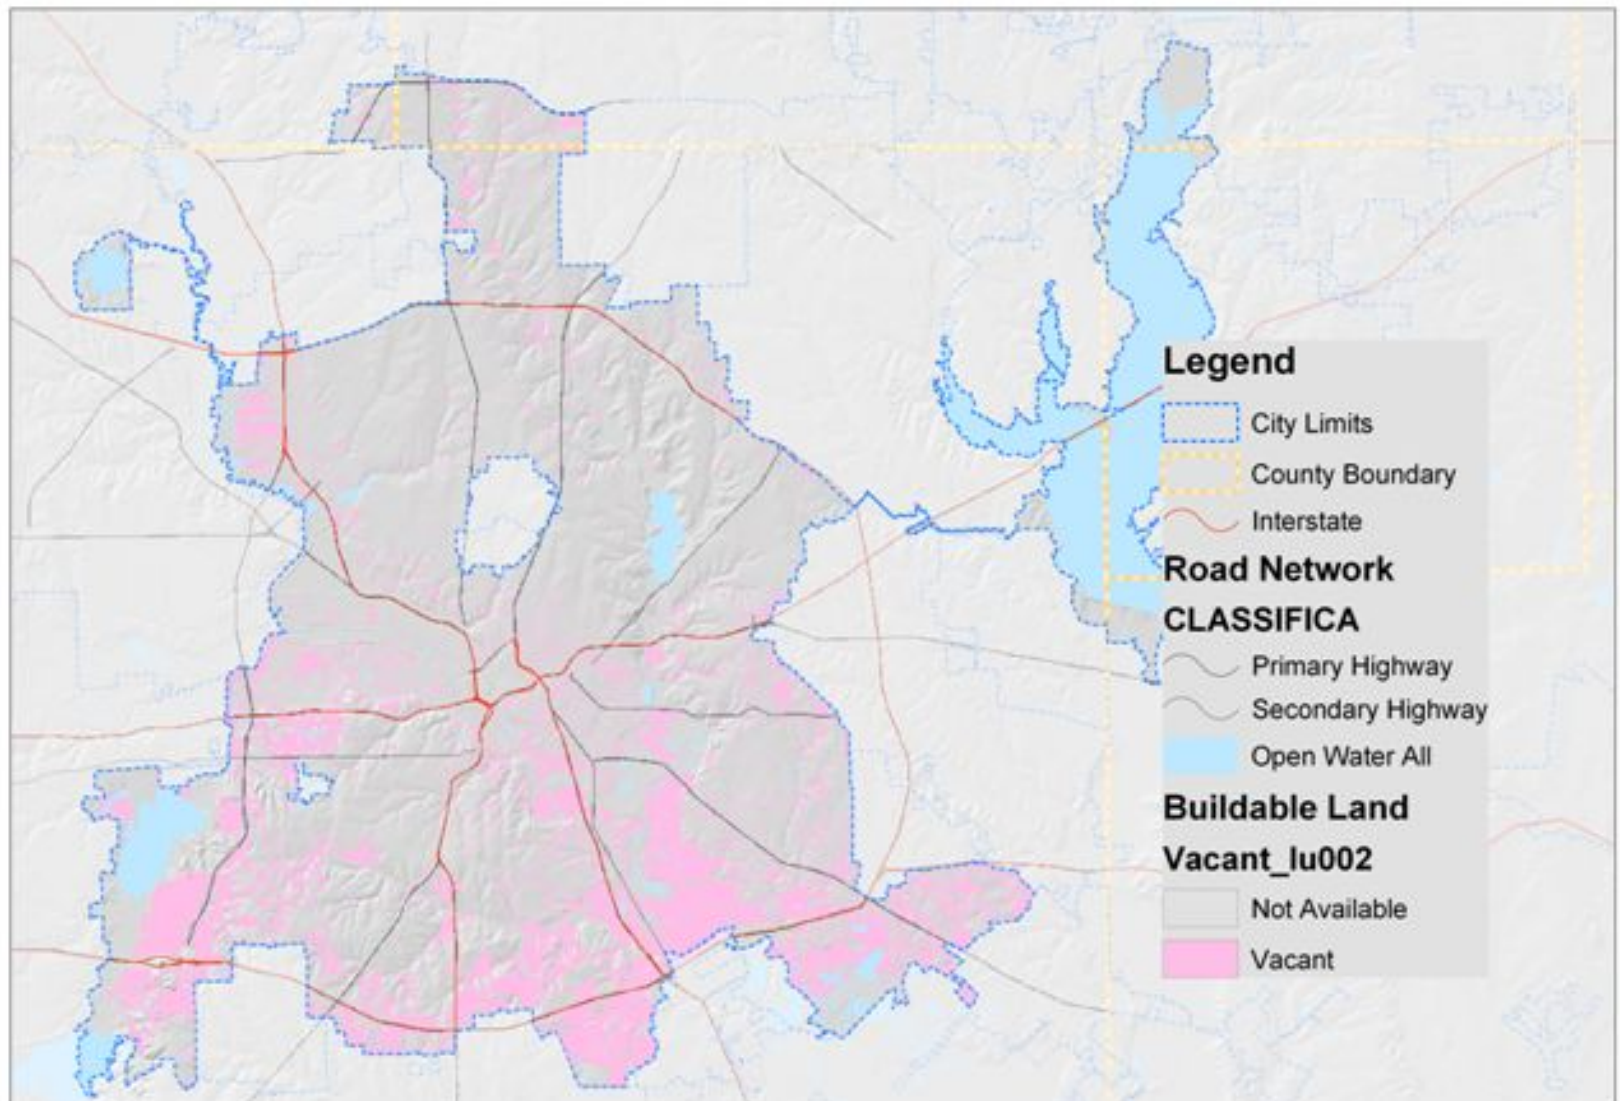 Legend
City Limits
County Boundary
Interstate
Road Network
CLASSIFICA
Primary Highway
Secondary Highway
Open Water All
Buildable Land
Vacant_lu002
Not Available
Vacant